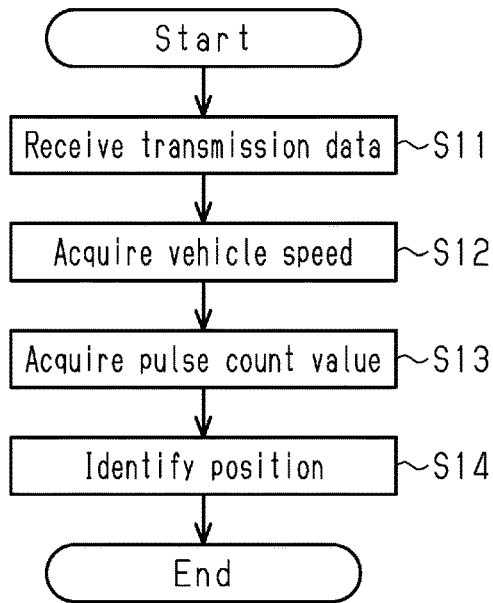 Start
Receive transmission data S11
Acquire vehicle speed S12
Acquire pulse count value S13
Identify position S14
End